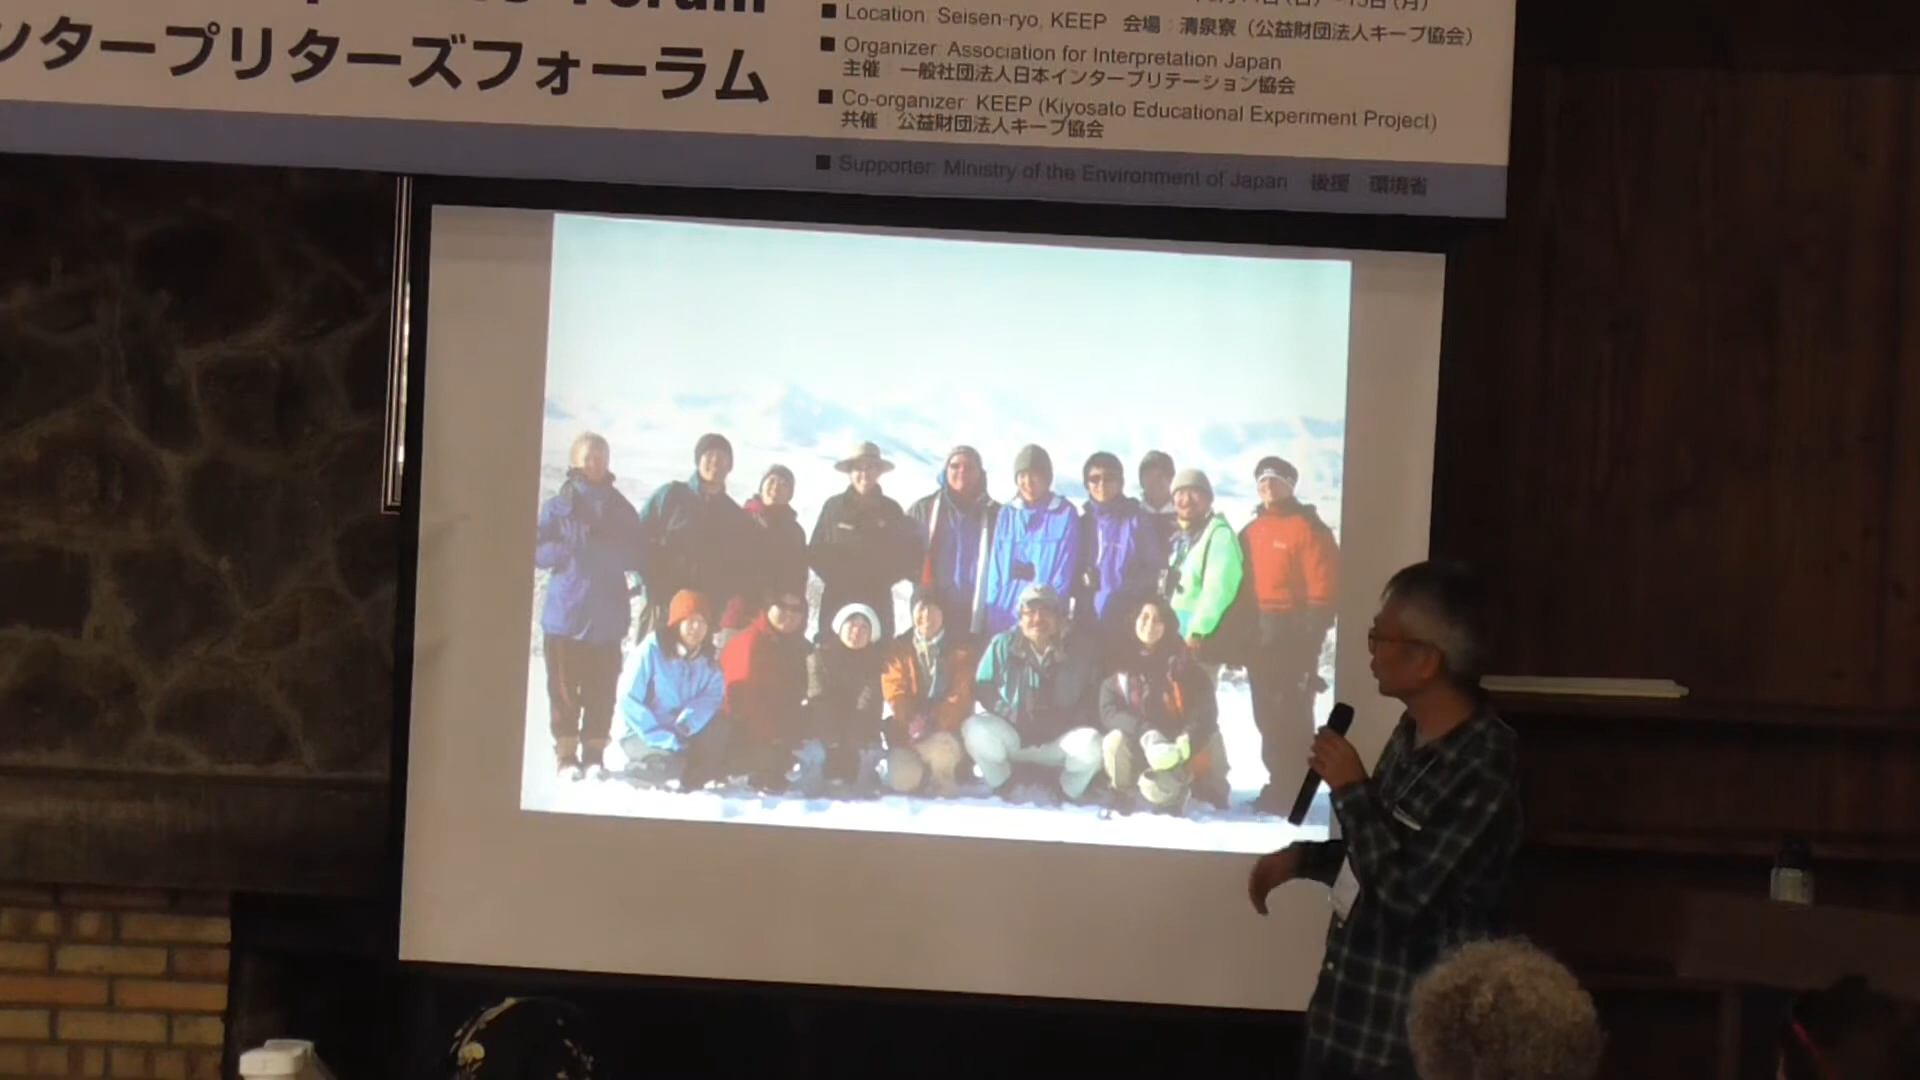 Forum
ンタープリターズフォーラム
■ Location: Seisen-ryo, KEEP 会場：清泉寮（公益財団法人キープ協会）
■ Organizer: Association for Interpretation Japan
主催：一般社団法人日本インタープリテーション協会
■ Co-organizer: KEEP (Kiyosato Educational Experiment Project)
共催：公益財団法人キープ協会
■ Supporter: Ministry of the Environment of Japan 後援：環境省